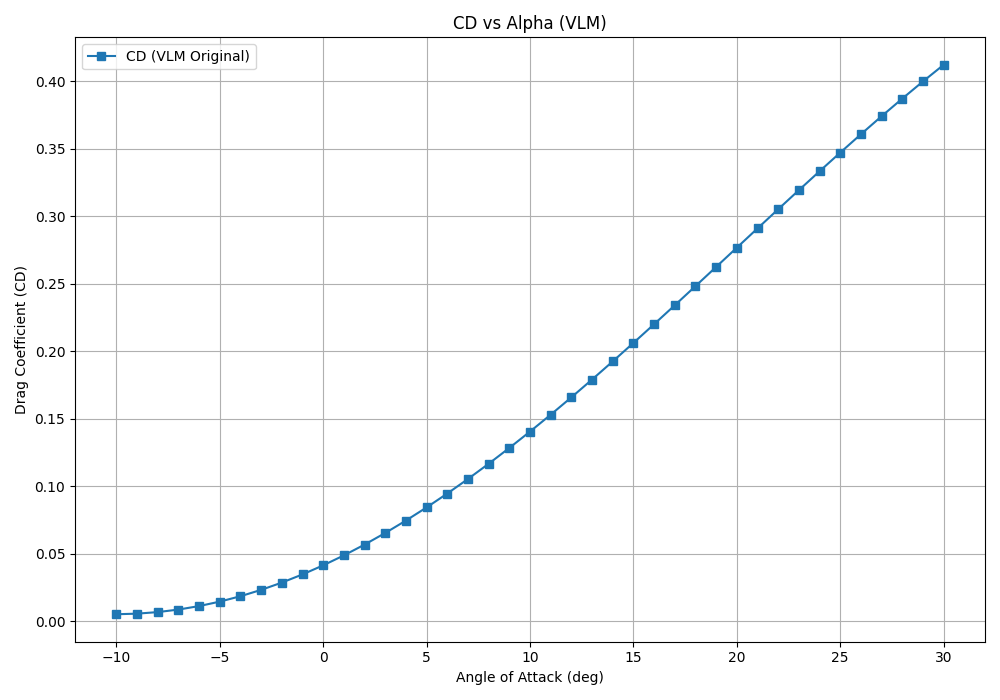 CD vs Alpha (VLM)
CD (VLM Original)
Drag Coefficient (CD)
0.40
0.35
0.30
0.25
0.20
0.15
0.10
0.05
0.00
−10 −5 0 5 10 15 20 25 30
Angle of Attack (deg)